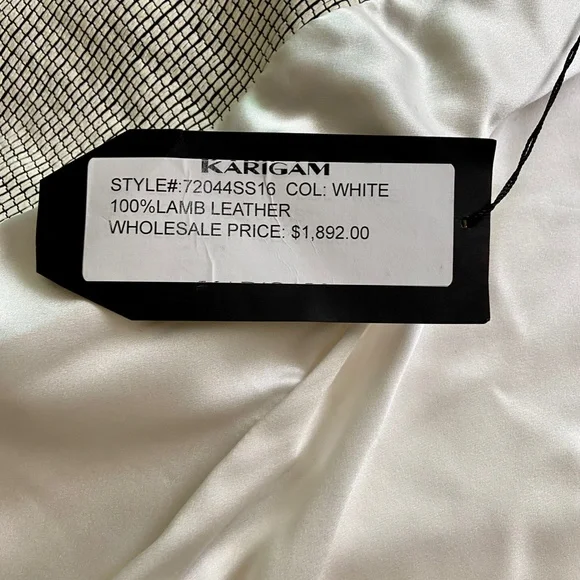 KARIGAM
STYLE#:72044SS16 COL: WHITE
100%LAMB LEATHER
WHOLESALE PRICE: $1,892.00